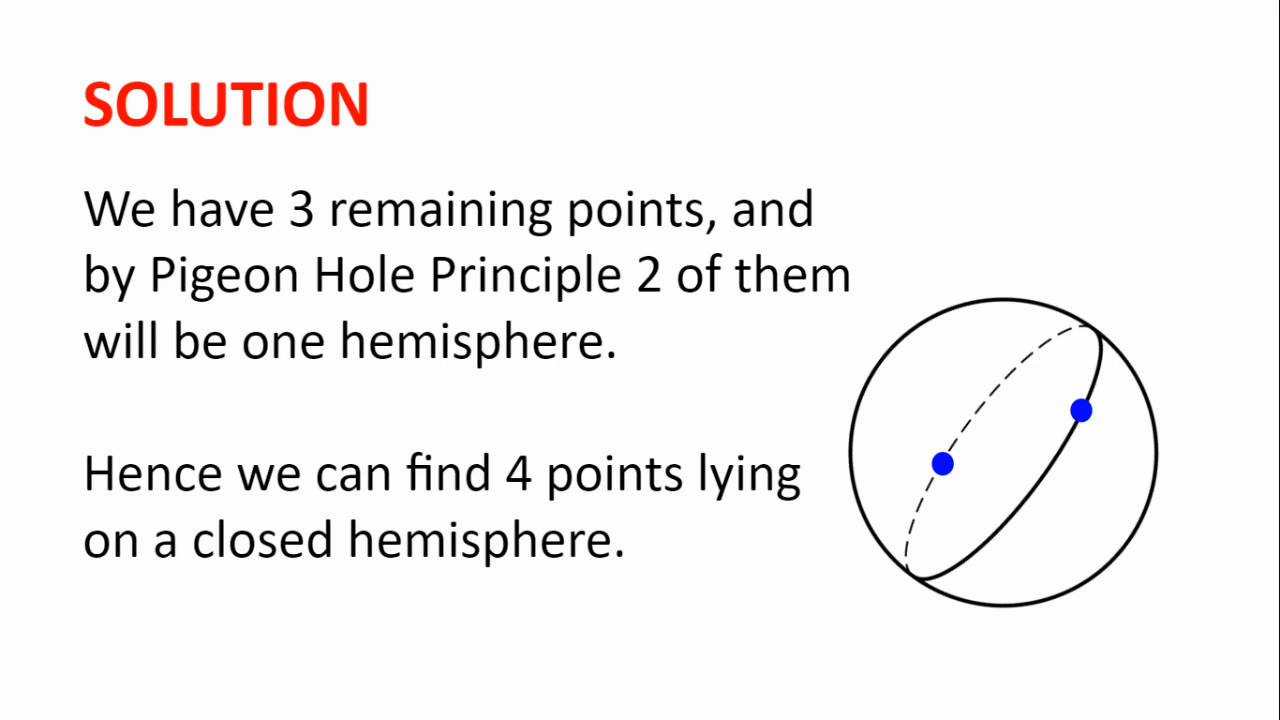 SOLUTION
We have 3 remaining points, and
by Pigeon Hole Principle 2 of them
will be one hemisphere.
Hence we can find 4 points lying
on a closed hemisphere.